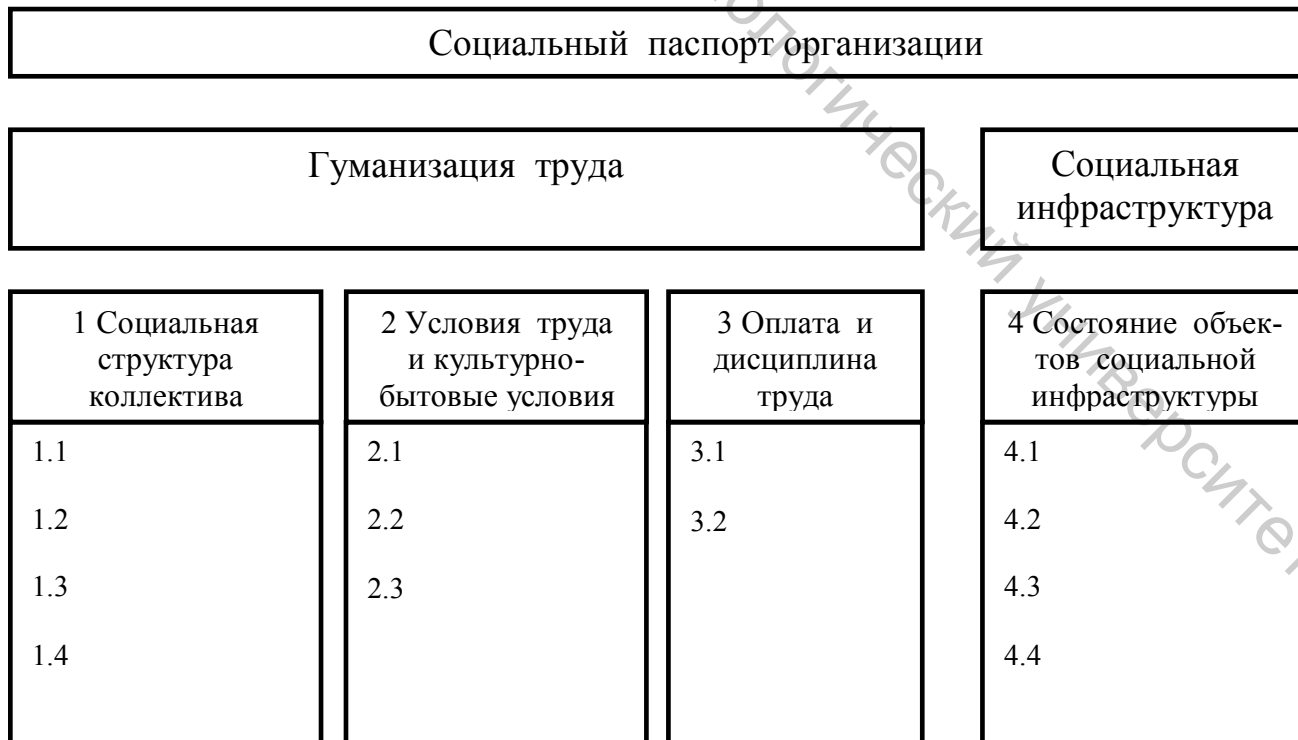 Социальный паспорт организации
Гуманизация труда
Социальная
инфраструктура
1 Социальная
структура
коллектива
2 Условия труда
и культурно-
бытовые условия
3 Оплата и
дисциплина
труда
4 Состояние объек-
тов социальной
инфраструктуры
1.1
1.2
1.3
1.4
2.1
2.2
2.3
3.1
3.2
4.1
4.2
4.3
4.4
ологический университет